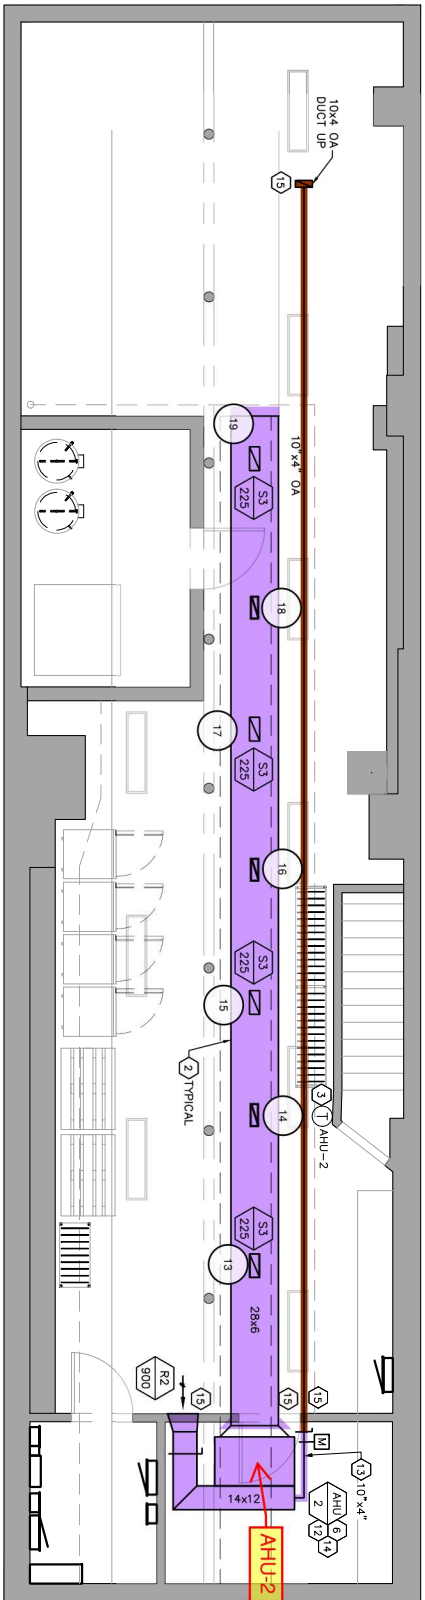 10x4 OA
DUCT UP
15
19
10"x4" OA
S3
225
18
17
S3
225
16
S3
225
15
2
TYPICAL
14
3
T
AHU-2
S3
225
13
28x6
R2
900
15
15
15
M
13
10"x4"
14x12
AHU
2
6
12
14
AHU-2